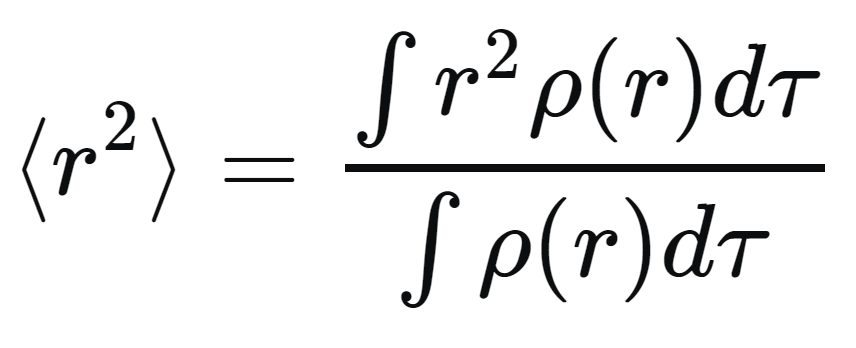 ⟨r²⟩ = ∫ r² ρ(r)dτ / ∫ ρ(r)dτ